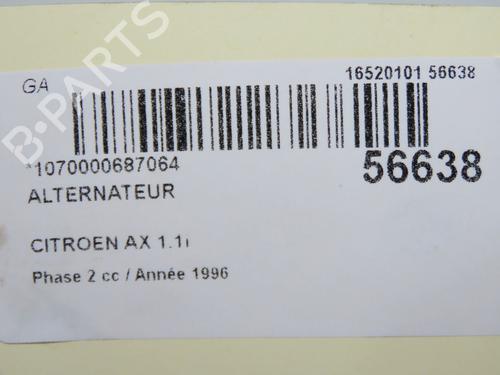 B-PARTS
GA
16520101 56638
*1070000687064
56638
ALTERNATEUR
CITROEN AX 1.1i
Phase 2 cc / Année 1996